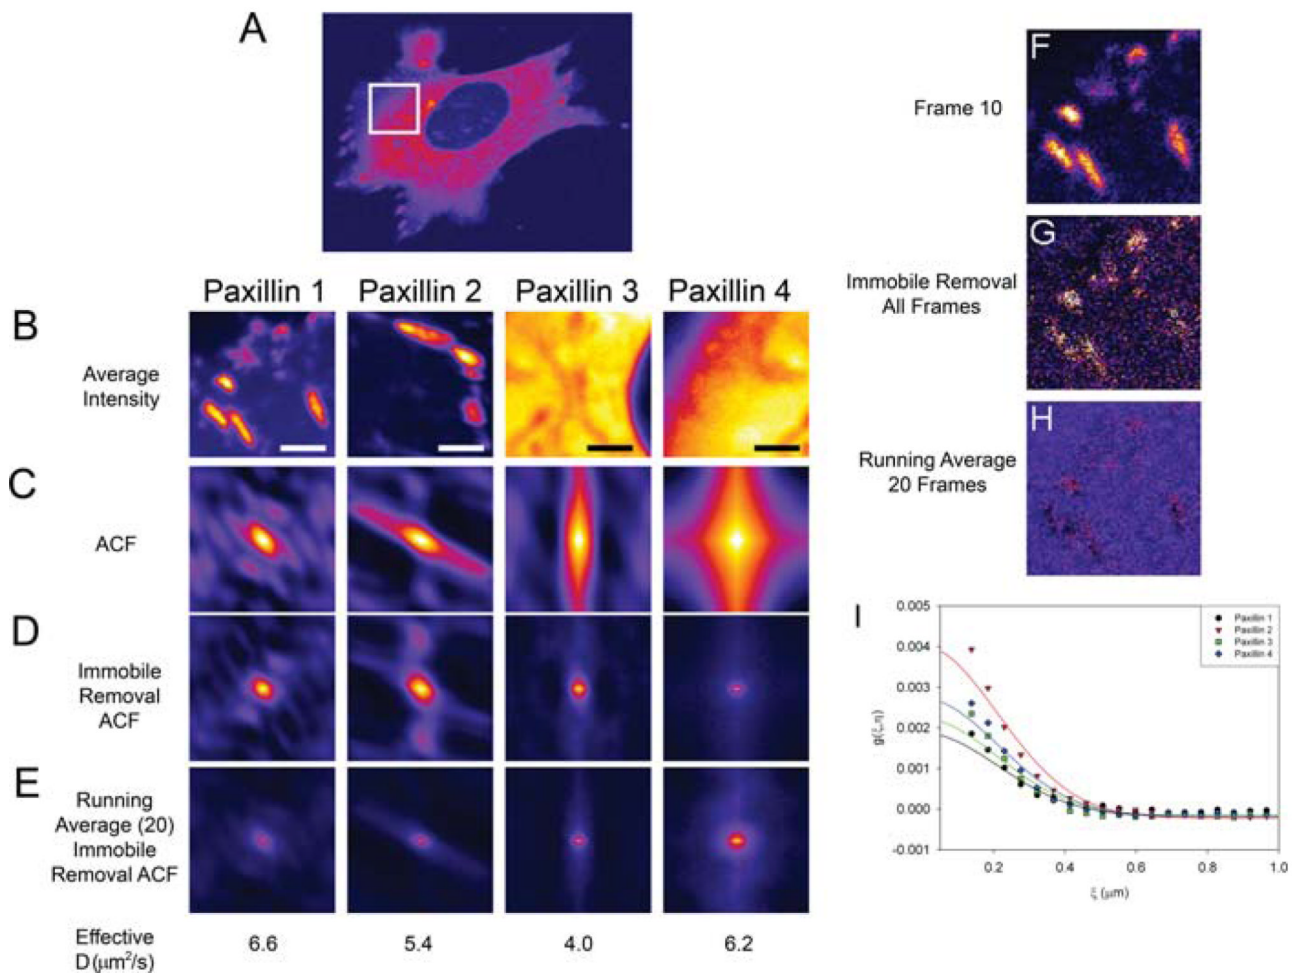 A
Paxillin 1
Paxillin 2
Paxillin 3
Paxillin 4
B
Average
Intensity
C
ACF
D
Immobile
Removal
ACF
E
Running
Average (20)
Immobile
Removal ACF
Effective
D(μm²/s)
6.6
5.4
4.0
6.2
F
Frame 10
G
Immobile Removal
All Frames
H
Running Average
20 Frames
I
0.005
0.004
0.003
0.002
0.001
0.000
-0.001
g(ξ,η)
Paxillin 1
Paxillin 2
Paxillin 3
Paxillin 4
0.2
0.4
0.6
0.8
1.0
ξ (μm)